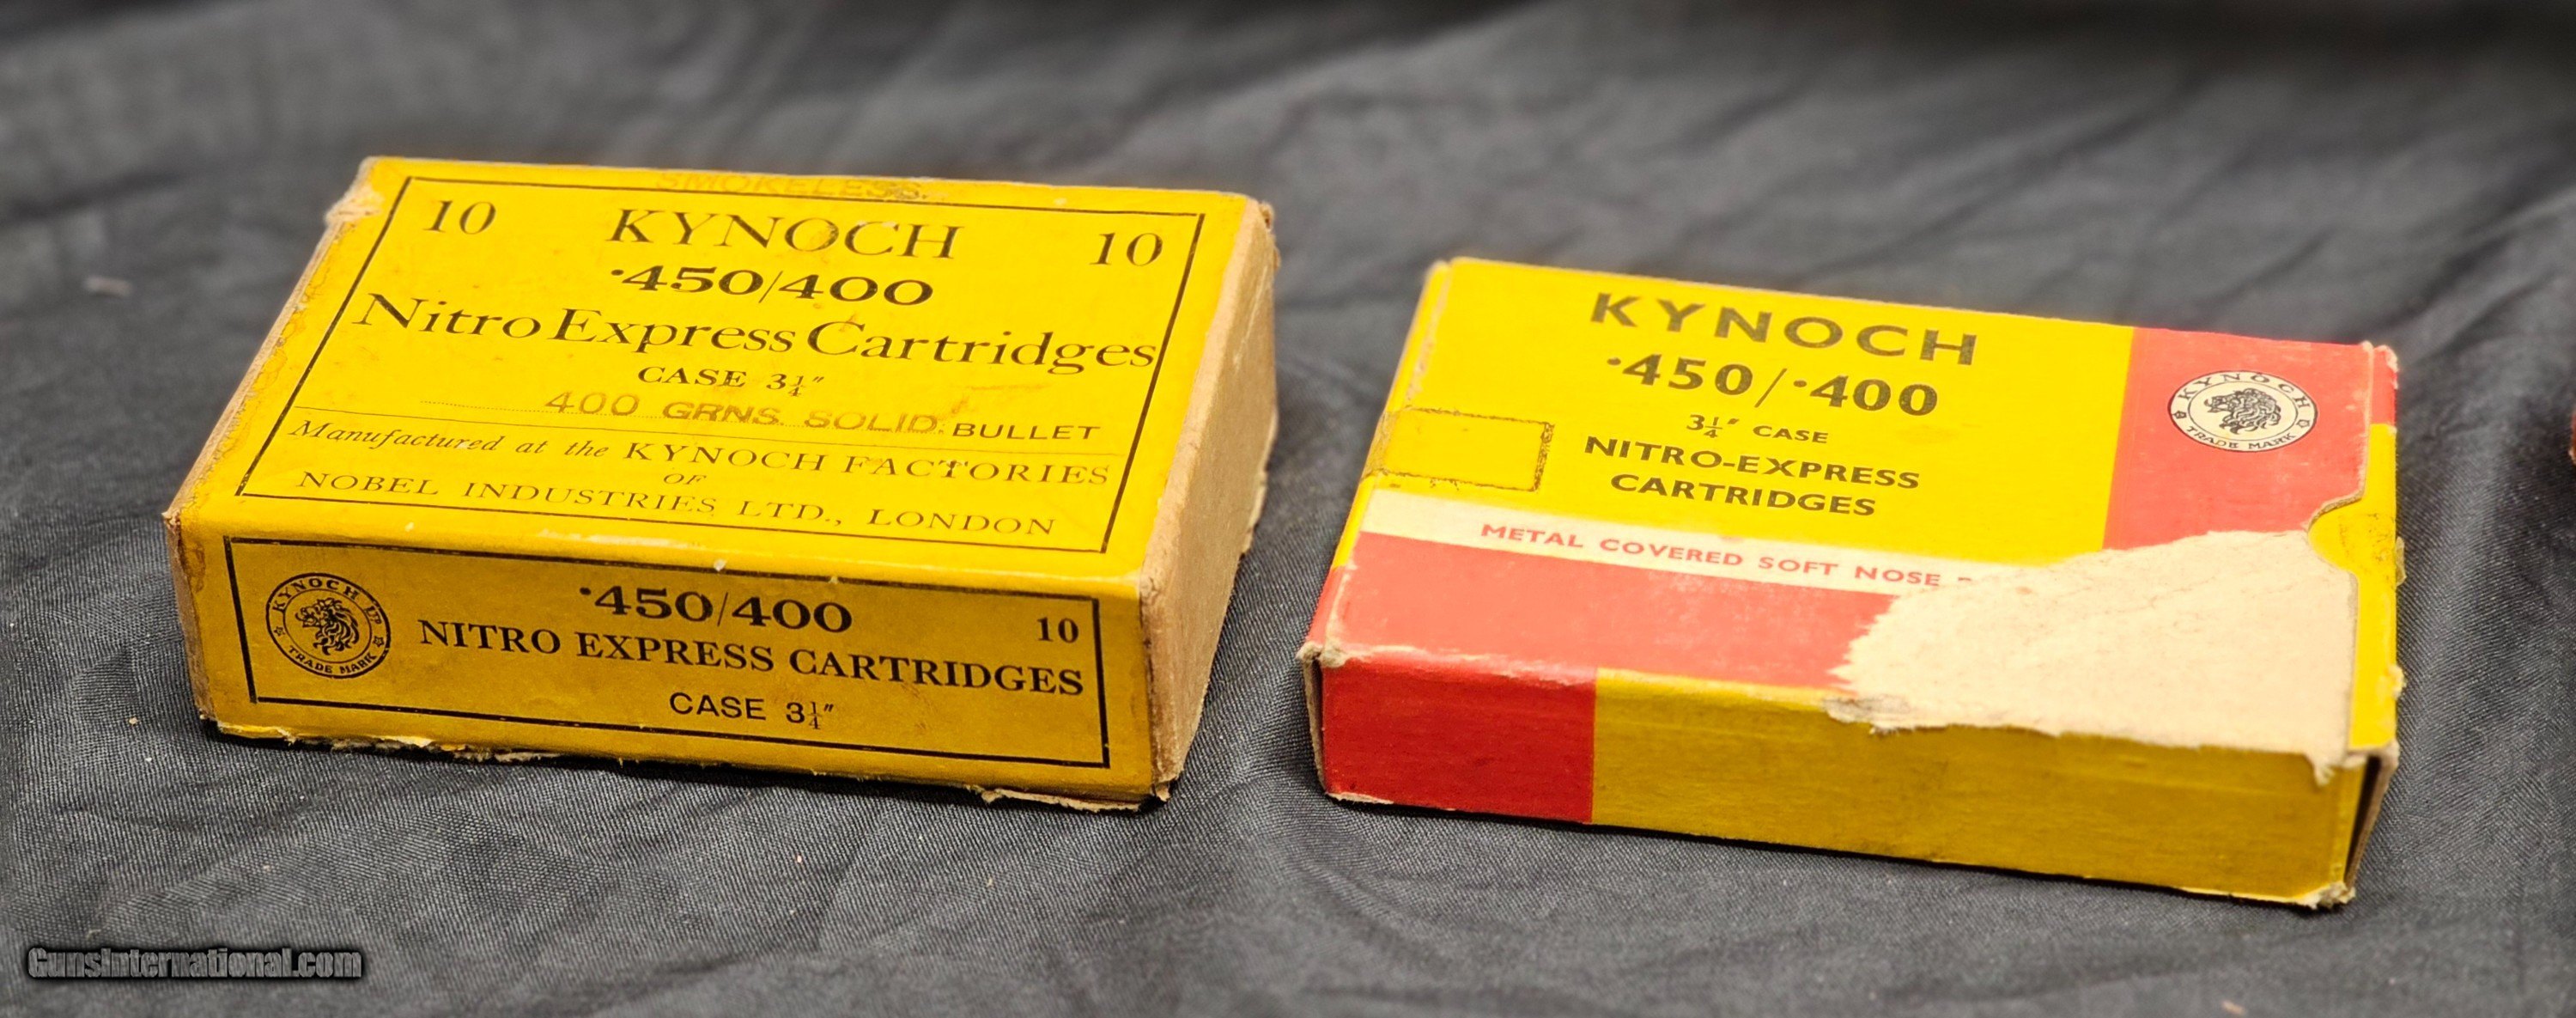 SMOKELESS.
10 KYNOCH 10
·450/400
Nitro Express Cartridges
CASE 3¼"
400 GRNS. SOLID. BULLET
Manufactured at the KYNOCH FACTORIES
OF
NOBEL INDUSTRIES LTD., LONDON
KYNOCH LTD
TRADE MARK
·450/400
10
NITRO EXPRESS CARTRIDGES
CASE 3¼"
KYNOCH
·450/·400
3¼" CASE
NITRO-EXPRESS
CARTRIDGES
METAL COVERED SOFT NOSE
KYNOCH
TRADE MARK
GunsInternational.com